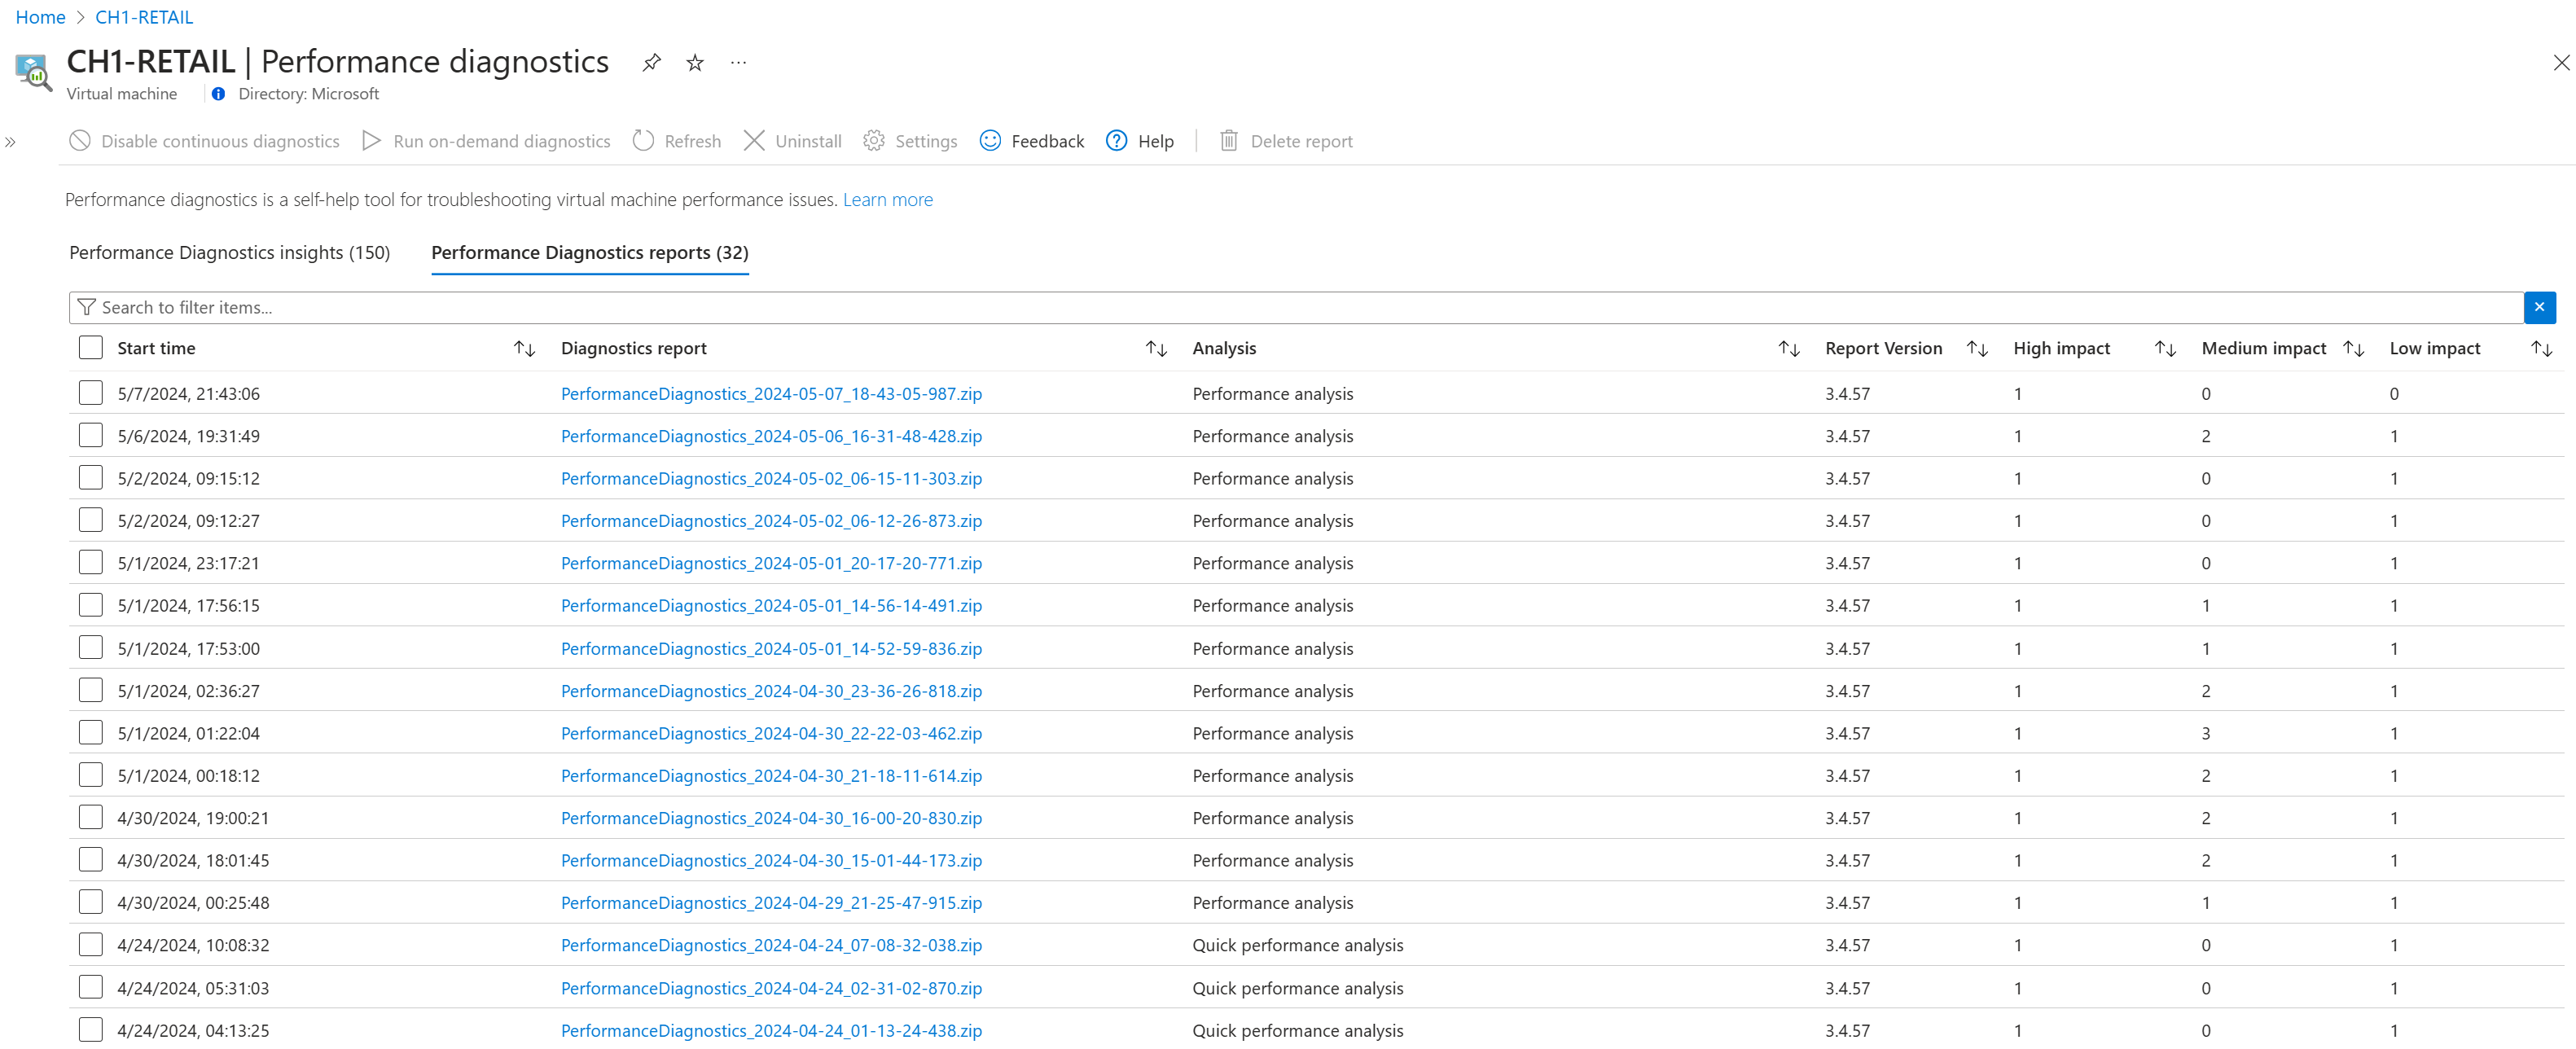 Home > CH1-RETAIL
CH1-RETAIL | Performance diagnostics ...
Virtual machine Directory: Microsoft
Disable continuous diagnostics Run on-demand diagnostics Refresh Uninstall Settings Feedback Help Delete report
Performance diagnostics is a self-help tool for troubleshooting virtual machine performance issues. Learn more
Performance Diagnostics insights (150) Performance Diagnostics reports (32)
Search to filter items...
Start time Diagnostics report Analysis Report Version High impact Medium impact Low impact
5/7/2024, 21:43:06 PerformanceDiagnostics_2024-05-07_18-43-05-987.zip Performance analysis 3.4.57 1 0 0
5/6/2024, 19:31:49 PerformanceDiagnostics_2024-05-06_16-31-48-428.zip Performance analysis 3.4.57 1 2 1
5/2/2024, 09:15:12 PerformanceDiagnostics_2024-05-02_06-15-11-303.zip Performance analysis 3.4.57 1 0 1
5/2/2024, 09:12:27 PerformanceDiagnostics_2024-05-02_06-12-26-873.zip Performance analysis 3.4.57 1 0 1
5/1/2024, 23:17:21 PerformanceDiagnostics_2024-05-01_20-17-20-771.zip Performance analysis 3.4.57 1 0 1
5/1/2024, 17:56:15 PerformanceDiagnostics_2024-05-01_14-56-14-491.zip Performance analysis 3.4.57 1 1 1
5/1/2024, 17:53:00 PerformanceDiagnostics_2024-05-01_14-52-59-836.zip Performance analysis 3.4.57 1 1 1
5/1/2024, 02:36:27 PerformanceDiagnostics_2024-04-30_23-36-26-818.zip Performance analysis 3.4.57 1 2 1
5/1/2024, 01:22:04 PerformanceDiagnostics_2024-04-30_22-22-03-462.zip Performance analysis 3.4.57 1 3 1
5/1/2024, 00:18:12 PerformanceDiagnostics_2024-04-30_21-18-11-614.zip Performance analysis 3.4.57 1 2 1
4/30/2024, 19:00:21 PerformanceDiagnostics_2024-04-30_16-00-20-830.zip Performance analysis 3.4.57 1 2 1
4/30/2024, 18:01:45 PerformanceDiagnostics_2024-04-30_15-01-44-173.zip Performance analysis 3.4.57 1 2 1
4/30/2024, 00:25:48 PerformanceDiagnostics_2024-04-29_21-25-47-915.zip Performance analysis 3.4.57 1 1 1
4/24/2024, 10:08:32 PerformanceDiagnostics_2024-04-24_07-08-32-038.zip Quick performance analysis 3.4.57 1 0 1
4/24/2024, 05:31:03 PerformanceDiagnostics_2024-04-24_02-31-02-870.zip Quick performance analysis 3.4.57 1 0 1
4/24/2024, 04:13:25 PerformanceDiagnostics_2024-04-24_01-13-24-438.zip Quick performance analysis 3.4.57 1 0 1